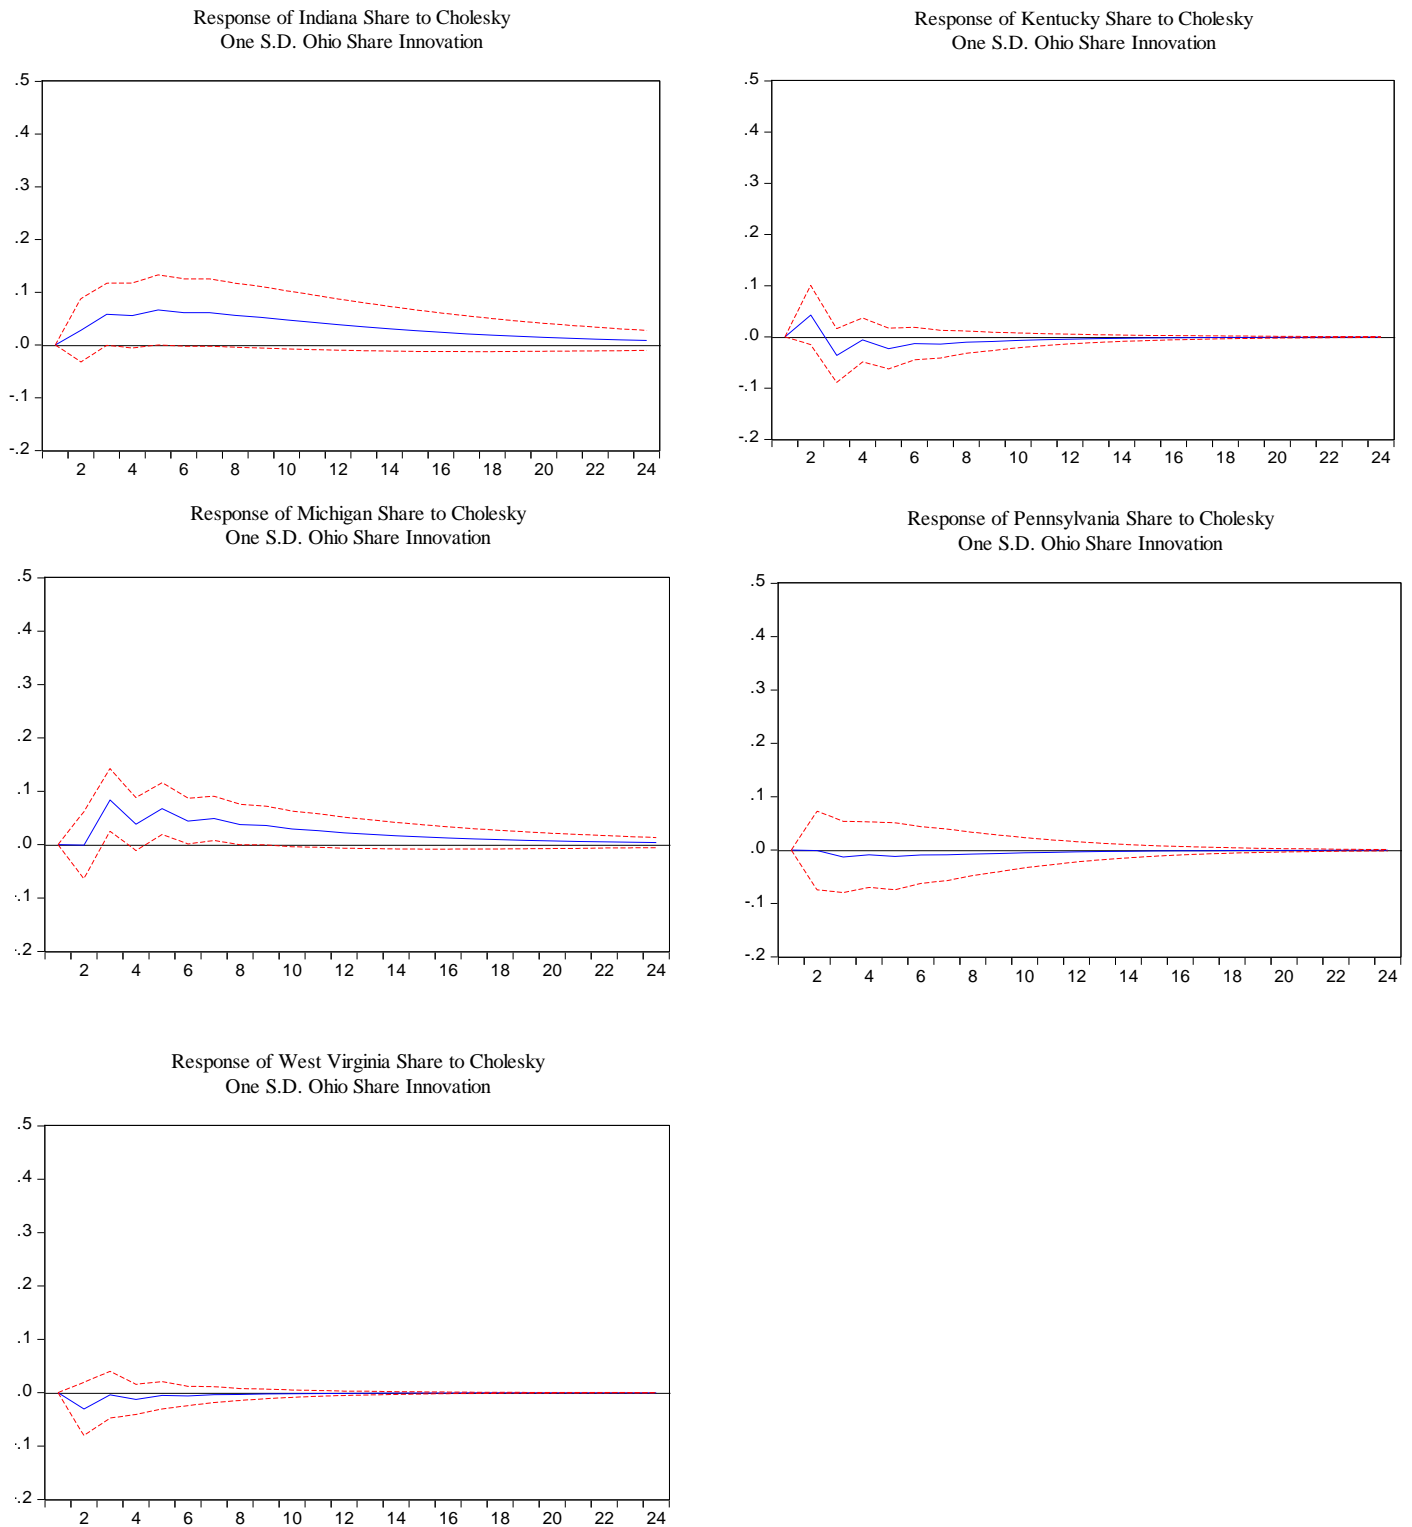 Response of Indiana Share to Cholesky
One S.D. Ohio Share Innovation
.5
.4
.3
.2
.1
.0
-.1
-.2
2 4 6 8 10 12 14 16 18 20 22 24
Response of Kentucky Share to Cholesky
One S.D. Ohio Share Innovation
.5
.4
.3
.2
.1
.0
-.1
-.2
2 4 6 8 10 12 14 16 18 20 22 24
Response of Michigan Share to Cholesky
One S.D. Ohio Share Innovation
.5
.4
.3
.2
.1
.0
-.1
-.2
2 4 6 8 10 12 14 16 18 20 22 24
Response of Pennsylvania Share to Cholesky
One S.D. Ohio Share Innovation
.5
.4
.3
.2
.1
.0
-.1
-.2
2 4 6 8 10 12 14 16 18 20 22 24
Response of West Virginia Share to Cholesky
One S.D. Ohio Share Innovation
.5
.4
.3
.2
.1
.0
-.1
-.2
2 4 6 8 10 12 14 16 18 20 22 24